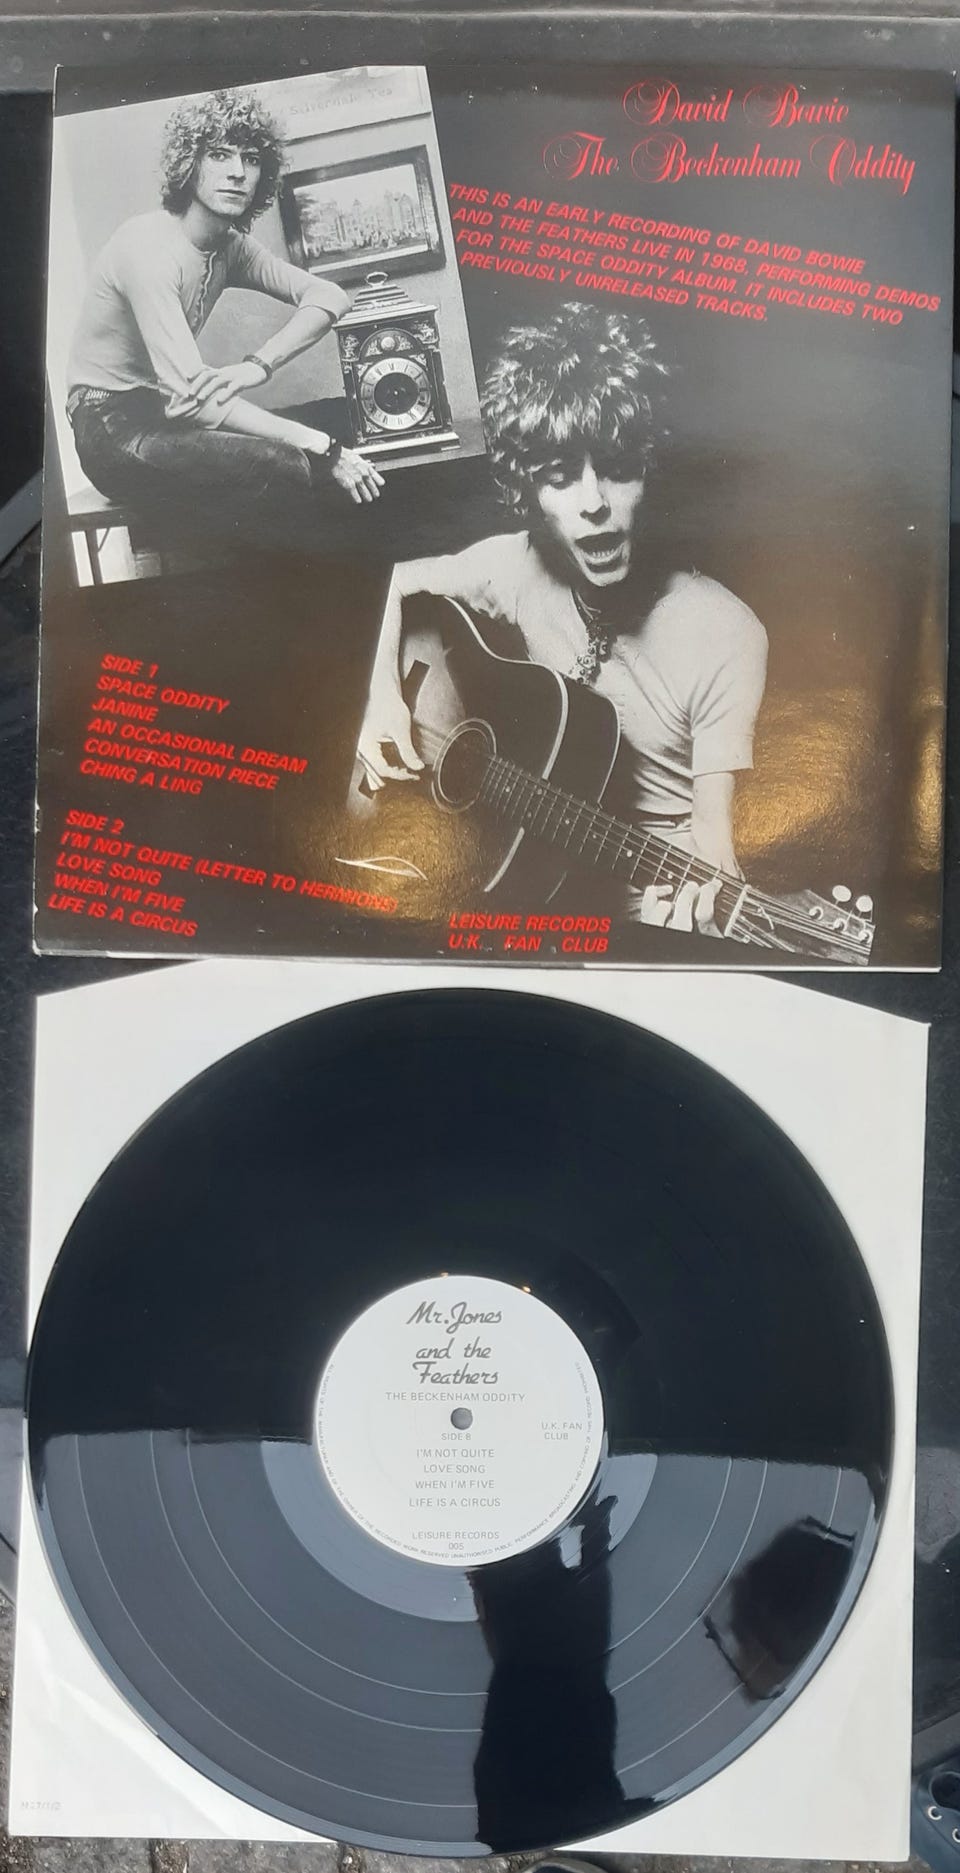 Silverdale Tea
David Bowie
The Beckenham Oddity
THIS IS AN EARLY RECORDING OF DAVID BOWIE
AND THE FEATHERS LIVE IN 1968, PERFORMING DEMOS
FOR THE SPACE ODDITY ALBUM. IT INCLUDES TWO
PREVIOUSLY UNRELEASED TRACKS.
SIDE 1
SPACE ODDITY
JANINE
AN OCCASIONAL DREAM
CONVERSATION PIECE
CHING A LING
SIDE 2
I'M NOT QUITE (LETTER TO HERMIONE)
LOVE SONG
WHEN I'M FIVE
LIFE IS A CIRCUS
LEISURE RECORDS
U.K. FAN CLUB
Mr. Jones
and the
Feathers
THE BECKENHAM ODDITY
SIDE B
U.K. FAN
CLUB
I'M NOT QUITE
LOVE SONG
WHEN I'M FIVE
LIFE IS A CIRCUS
LEISURE RECORDS
005